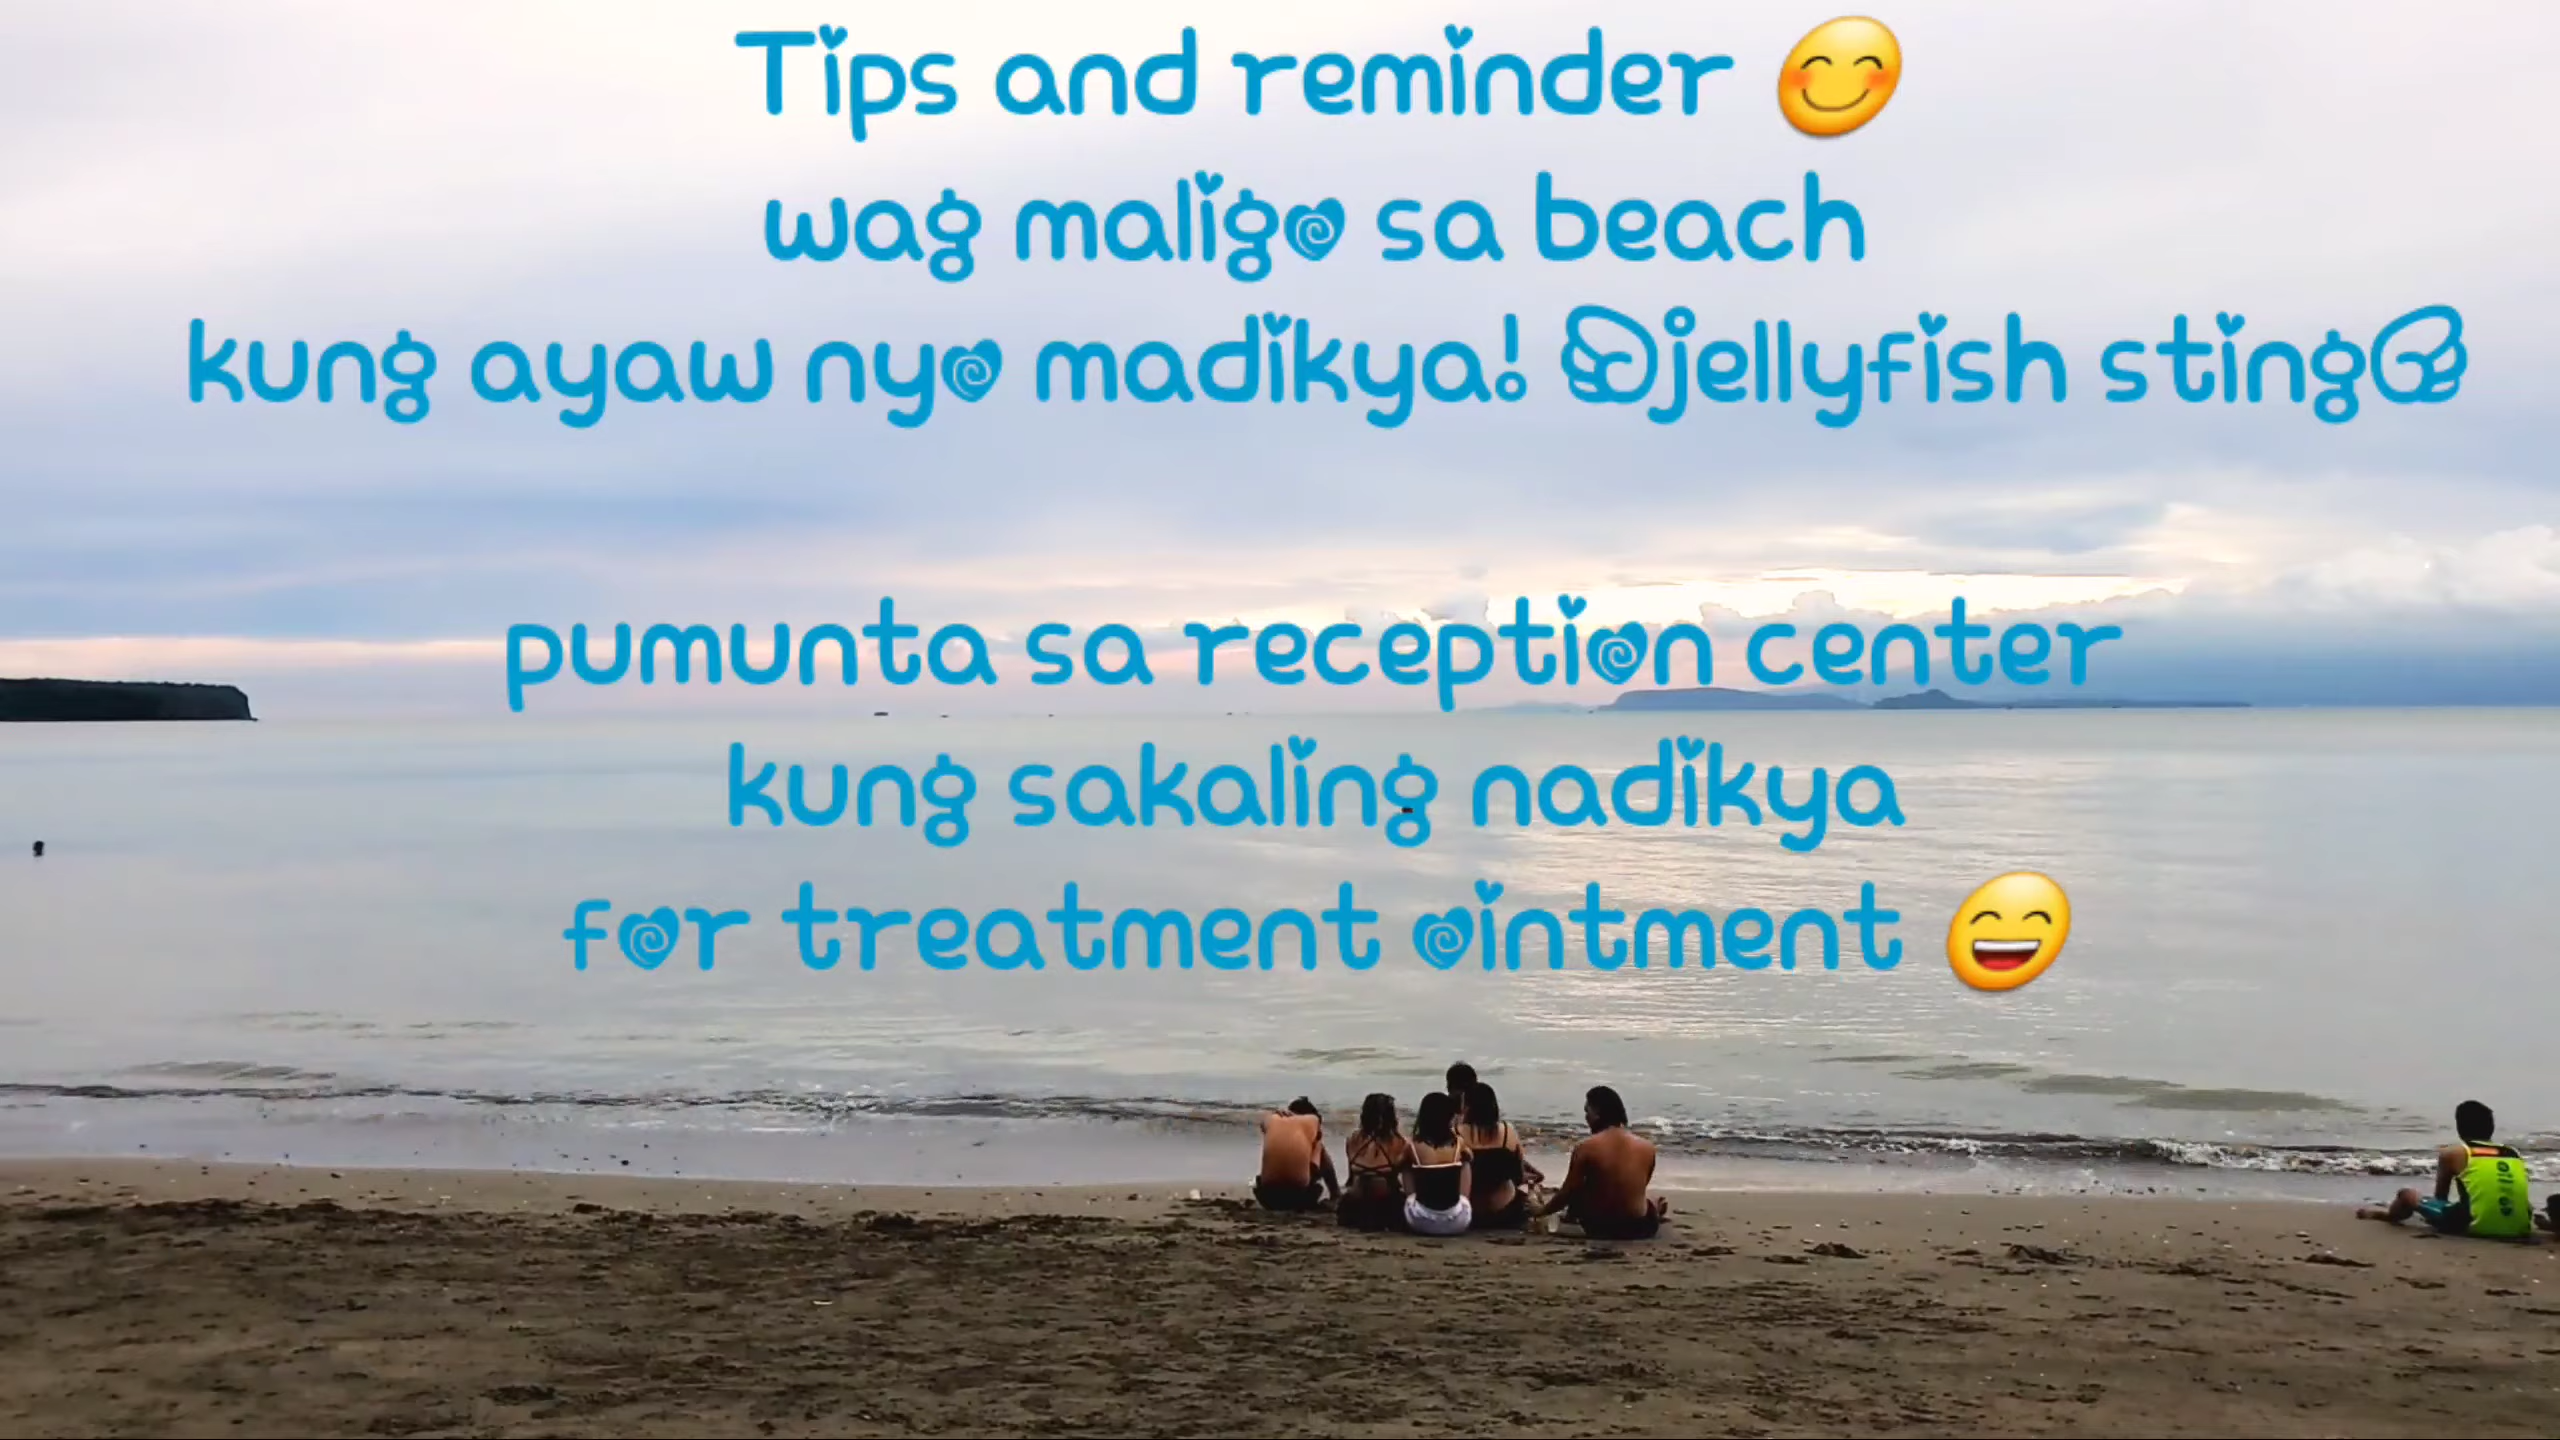 Tips and reminder 😊
wag maligo sa beach
kung ayaw nyo madikya! jellyfish sting
pumunta sa reception center
kung sakaling nadikya
for treatment ointment 😄